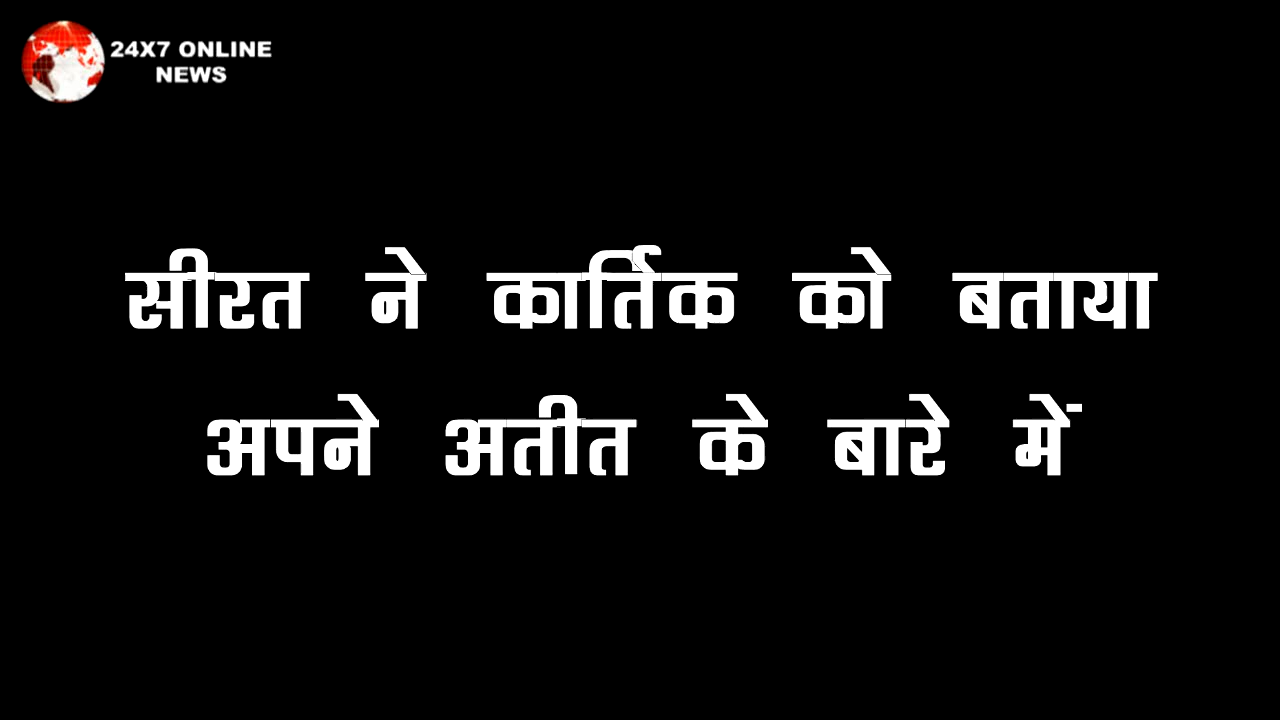 24X7 ONLINE
NEWS
सीरत ने कार्तिक को बताया
अपने अतीत के बारे में